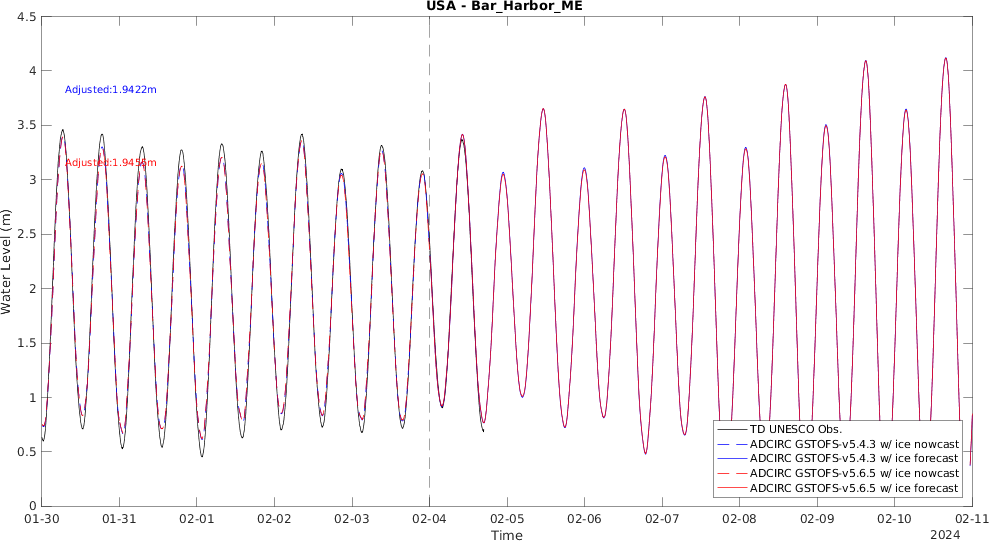 USA - Bar_Harbor_ME
4.5
4
3.5
3
2.5
2
1.5
1
0.5
0
Water Level (m)
Adjusted:1.9422m
Adjusted:1.9455m
TD UNESCO Obs.
ADCIRC GSTOFS-v5.4.3 w/ ice nowcast
ADCIRC GSTOFS-v5.4.3 w/ ice forecast
ADCIRC GSTOFS-v5.6.5 w/ ice nowcast
ADCIRC GSTOFS-v5.6.5 w/ ice forecast
01-30 01-31 02-01 02-02 02-03 02-04 02-05 02-06 02-07 02-08 02-09 02-10 02-11
Time
2024